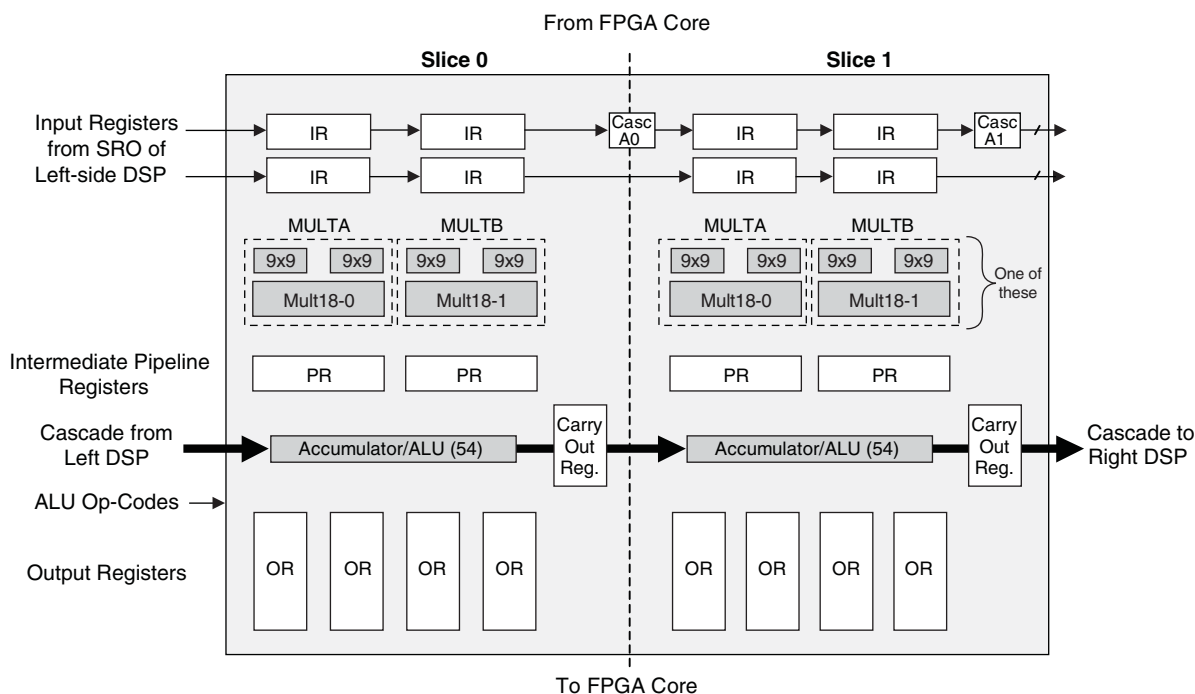 From FPGA Core
Slice 0 Slice 1
Input Registers
from SRO of
Left-side DSP
IR IR Casc
A0 IR IR Casc
A1
IR IR IR IR
MULTA MULTB MULTA MULTB
9x9 9x9 9x9 9x9 9x9 9x9 9x9 9x9
Mult18-0 Mult18-1 Mult18-0 Mult18-1
One of
these
Intermediate Pipeline
Registers
PR PR PR PR
Cascade from
Left DSP
Accumulator/ALU (54)
Carry
Out
Reg.
Accumulator/ALU (54)
Carry
Out
Reg.
Cascade to
Right DSP
ALU Op-Codes
Output Registers
OR OR OR OR OR OR OR OR
To FPGA Core